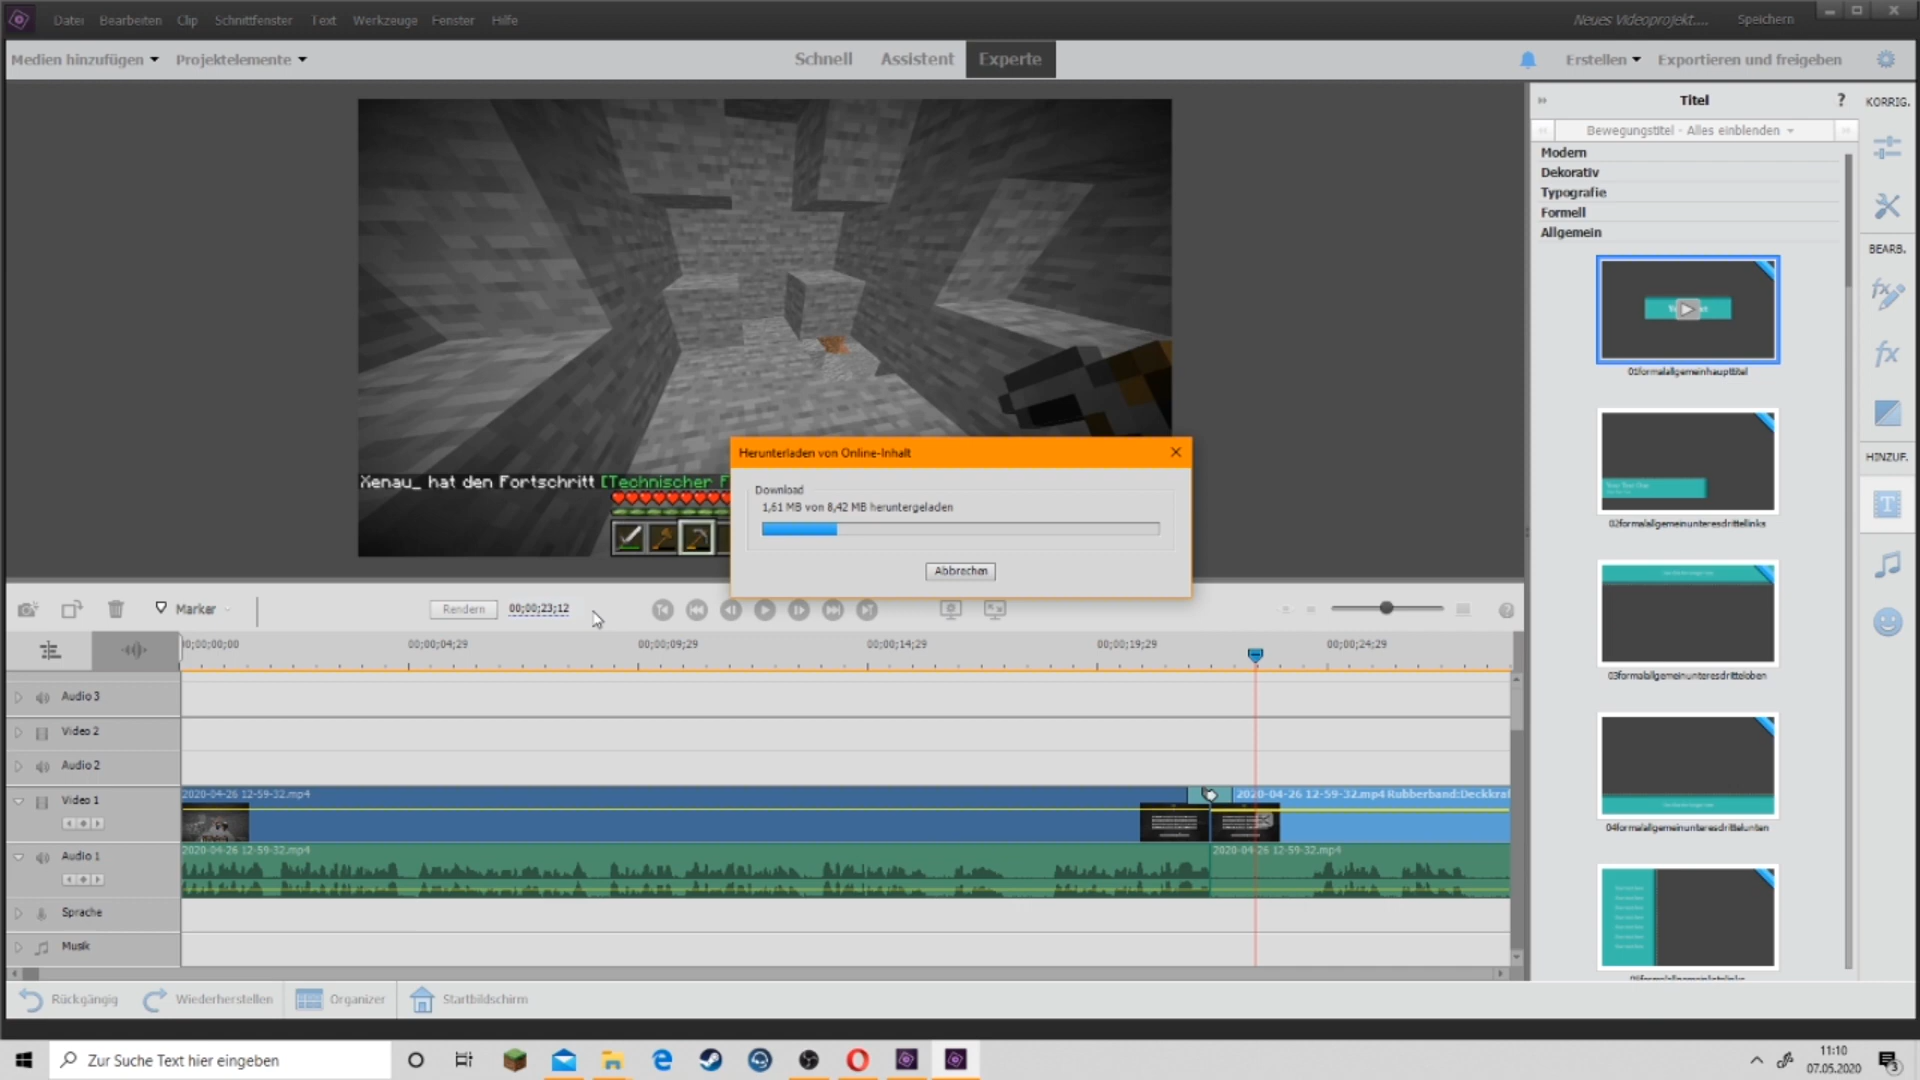 Datei Bearbeiten Clip Schnittfenster Text Werkzeuge Fenster Hilfe
Neues Videoprojekt.... Speichern
Medien hinzufügen Projektelemente Schnell Assistent Experte Erstellen Exportieren und freigeben
Titel ? KORRIG.
Bewegungstitel - Alles einblenden
Modern
Dekorativ
Typografie
Formell
Allgemein
BEARB.
fx
fx
01formalallgemeinhaupttitel
HINZUF.
T
02formalallgemeinunteresdrittelinks
03formalallgemeinunteresdritteloben
04formalallgemeinunteresdrittelunten
Herunterladen von Online-Inhalt
Download
1,61 MB von 8,42 MB heruntergeladen
Abbrechen
Xenau_ hat den Fortschritt [Technischer F
Marker Rendern 00;00;23;12
00;00;00;00 00;00;04;29 00;00;09;29 00;00;14;29 00;00;19;29 00;00;24;29
Audio 3
Video 2
Audio 2
Video 1 2020-04-26 12-59-32.mp4 2020-04-26 12-59-32.mp4 Rubberband:Deckkraf
Audio 1 2020-04-26 12-59-32.mp4 2020-04-26 12-59-32.mp4
Sprache
Musik
Rückgängig Wiederherstellen Organizer Startbildschirm
Zur Suche Text hier eingeben
11:10
07.05.2020
3